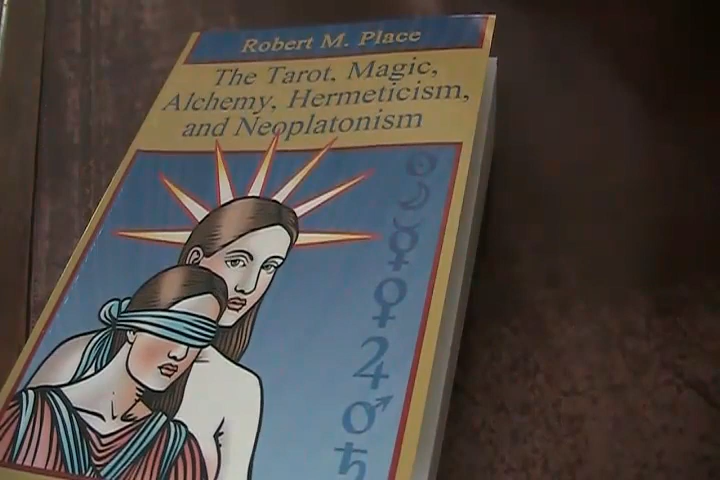 Robert M. Place
The Tarot, Magic,
Alchemy, Hermeticism,
and Neoplatonism